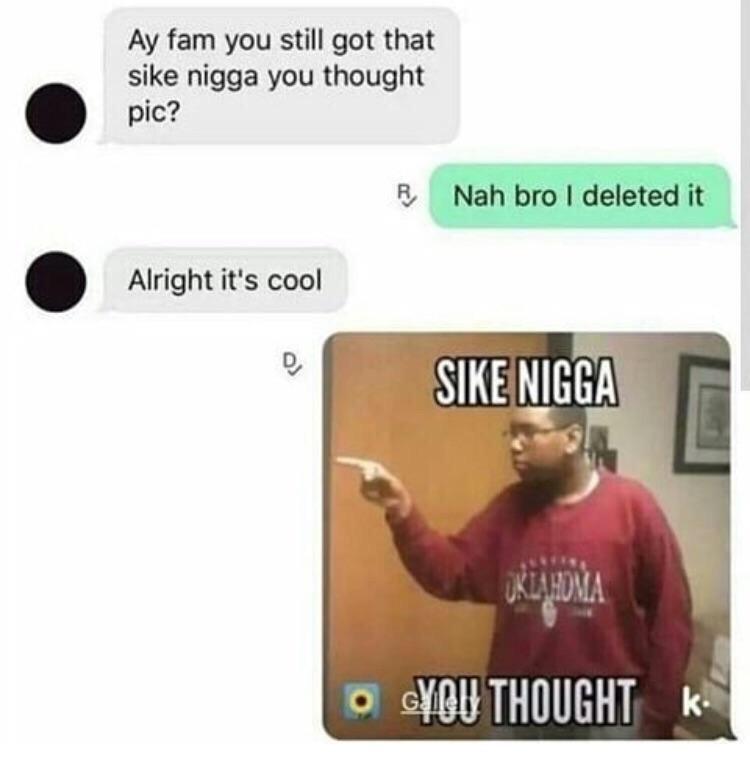 Ay fam you still got that
sike nigga you thought
pic?
R
Nah bro I deleted it
Alright it's cool
D
SIKE NIGGA
OKLAHOMA
YOU THOUGHT
Gallery
k.